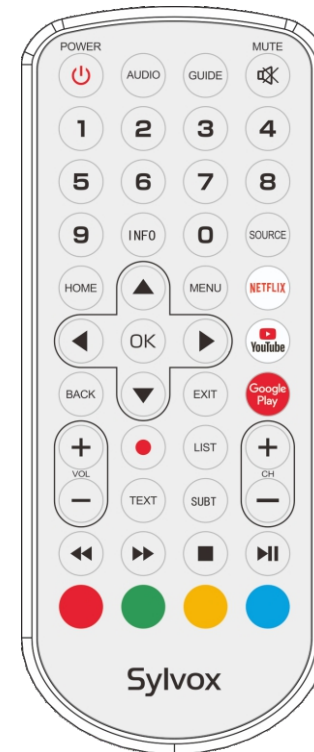 POWER MUTE
AUDIO GUIDE
1 2 3 4
5 6 7 8
9 INFO 0 SOURCE
HOME MENU NETFLIX
OK YouTube
BACK EXIT Google
Play
+ LIST +
VOL CH
− TEXT SUBT −
Sylvox